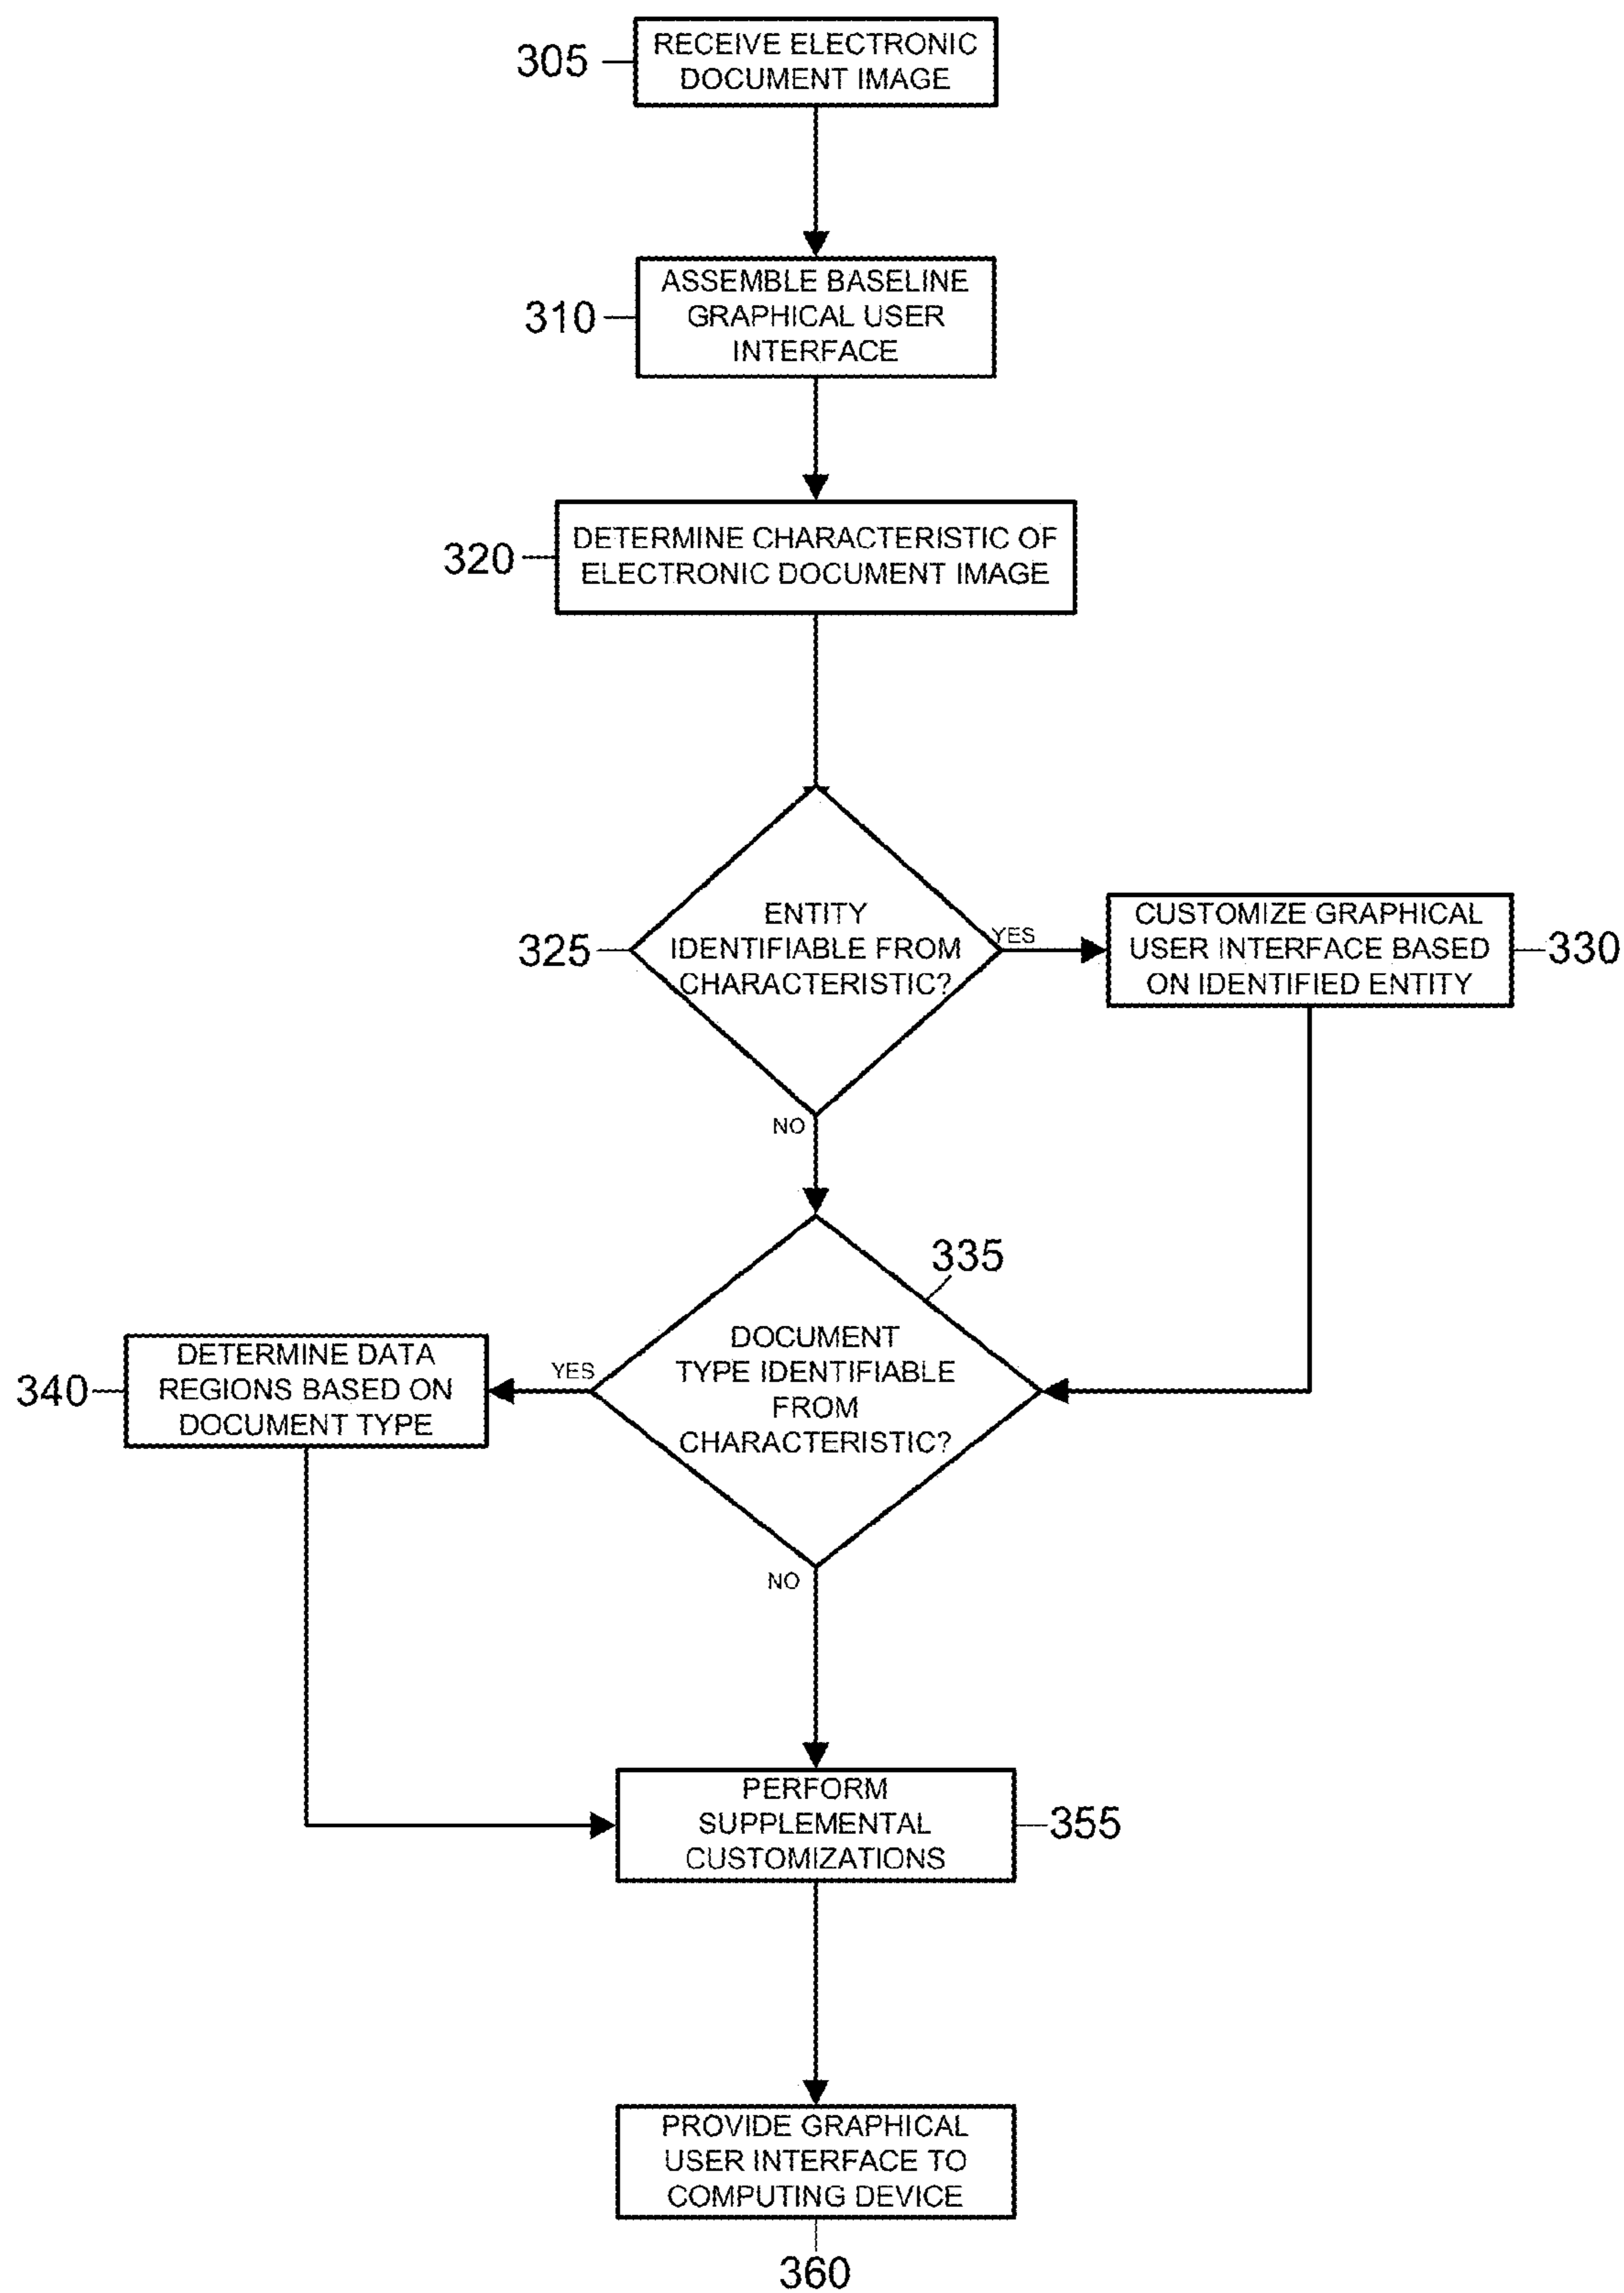 305
RECEIVE ELECTRONIC
DOCUMENT IMAGE
310
ASSEMBLE BASELINE
GRAPHICAL USER
INTERFACE
320
DETERMINE CHARACTERISTIC OF
ELECTRONIC DOCUMENT IMAGE
325
ENTITY
IDENTIFIABLE FROM
CHARACTERISTIC?
YES
CUSTOMIZE GRAPHICAL
USER INTERFACE BASED
ON IDENTIFIED ENTITY
330
NO
335
DOCUMENT
TYPE IDENTIFIABLE
FROM
CHARACTERISTIC?
YES
340
DETERMINE DATA
REGIONS BASED ON
DOCUMENT TYPE
NO
PERFORM
SUPPLEMENTAL
CUSTOMIZATIONS
355
PROVIDE GRAPHICAL
USER INTERFACE TO
COMPUTING DEVICE
360